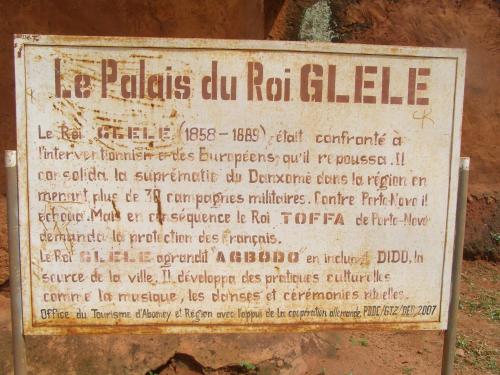 Le Palais du Roi GLELE
Le Roi GLELE (1858 - 1889), était confronté à
l'interventionnisme des Européens, qu'il repoussa. Il
consolida la suprématie du Danxomè dans la région en
menant plus de 30 campagnes militaires. Contre Porto-Novo il
échoua. Mais en conséquence le Roi TOFFA de Porto-Novo
demanda la protection des Français.
Le Roi GLELE agrandit "AGBODO" en incluant DIDO, la
source de la ville. Il développa des pratiques culturelles
comme la musique, les danses et cérémonies rituelles.
Office du Tourisme d'Abomey et Région avec l'appui de la coopération allemande PDDC/GTZ/DED, 2007